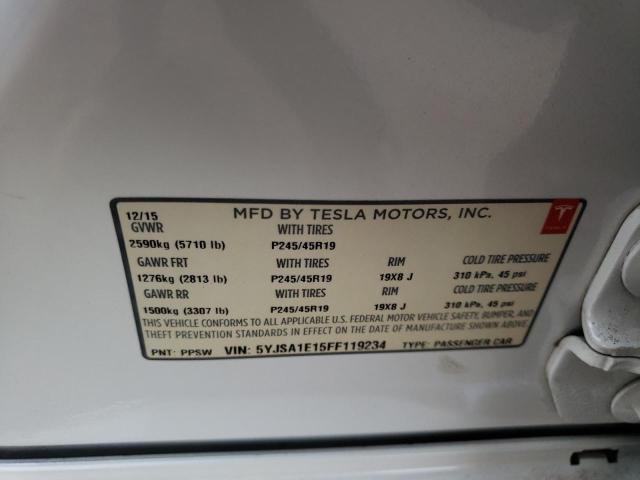 12/15 MFD BY TESLA MOTORS, INC.
GVWR WITH TIRES
2590kg (5710 lb) P245/45R19
GAWR FRT WITH TIRES RIM COLD TIRE PRESSURE
1276kg (2813 lb) P245/45R19 19X8 J 310 kPa, 45 psi
GAWR RR WITH TIRES RIM COLD TIRE PRESSURE
1500kg (3307 lb) P245/45R19 19X8 J 310 kPa, 45 psi
THIS VEHICLE CONFORMS TO ALL APPLICABLE U.S. FEDERAL MOTOR VEHICLE SAFETY, BUMPER, AND
THEFT PREVENTION STANDARDS IN EFFECT ON THE DATE OF MANUFACTURE SHOWN ABOVE.
PNT: PPSW VIN: 5YJSA1E15FF119234 TYPE: PASSENGER CAR